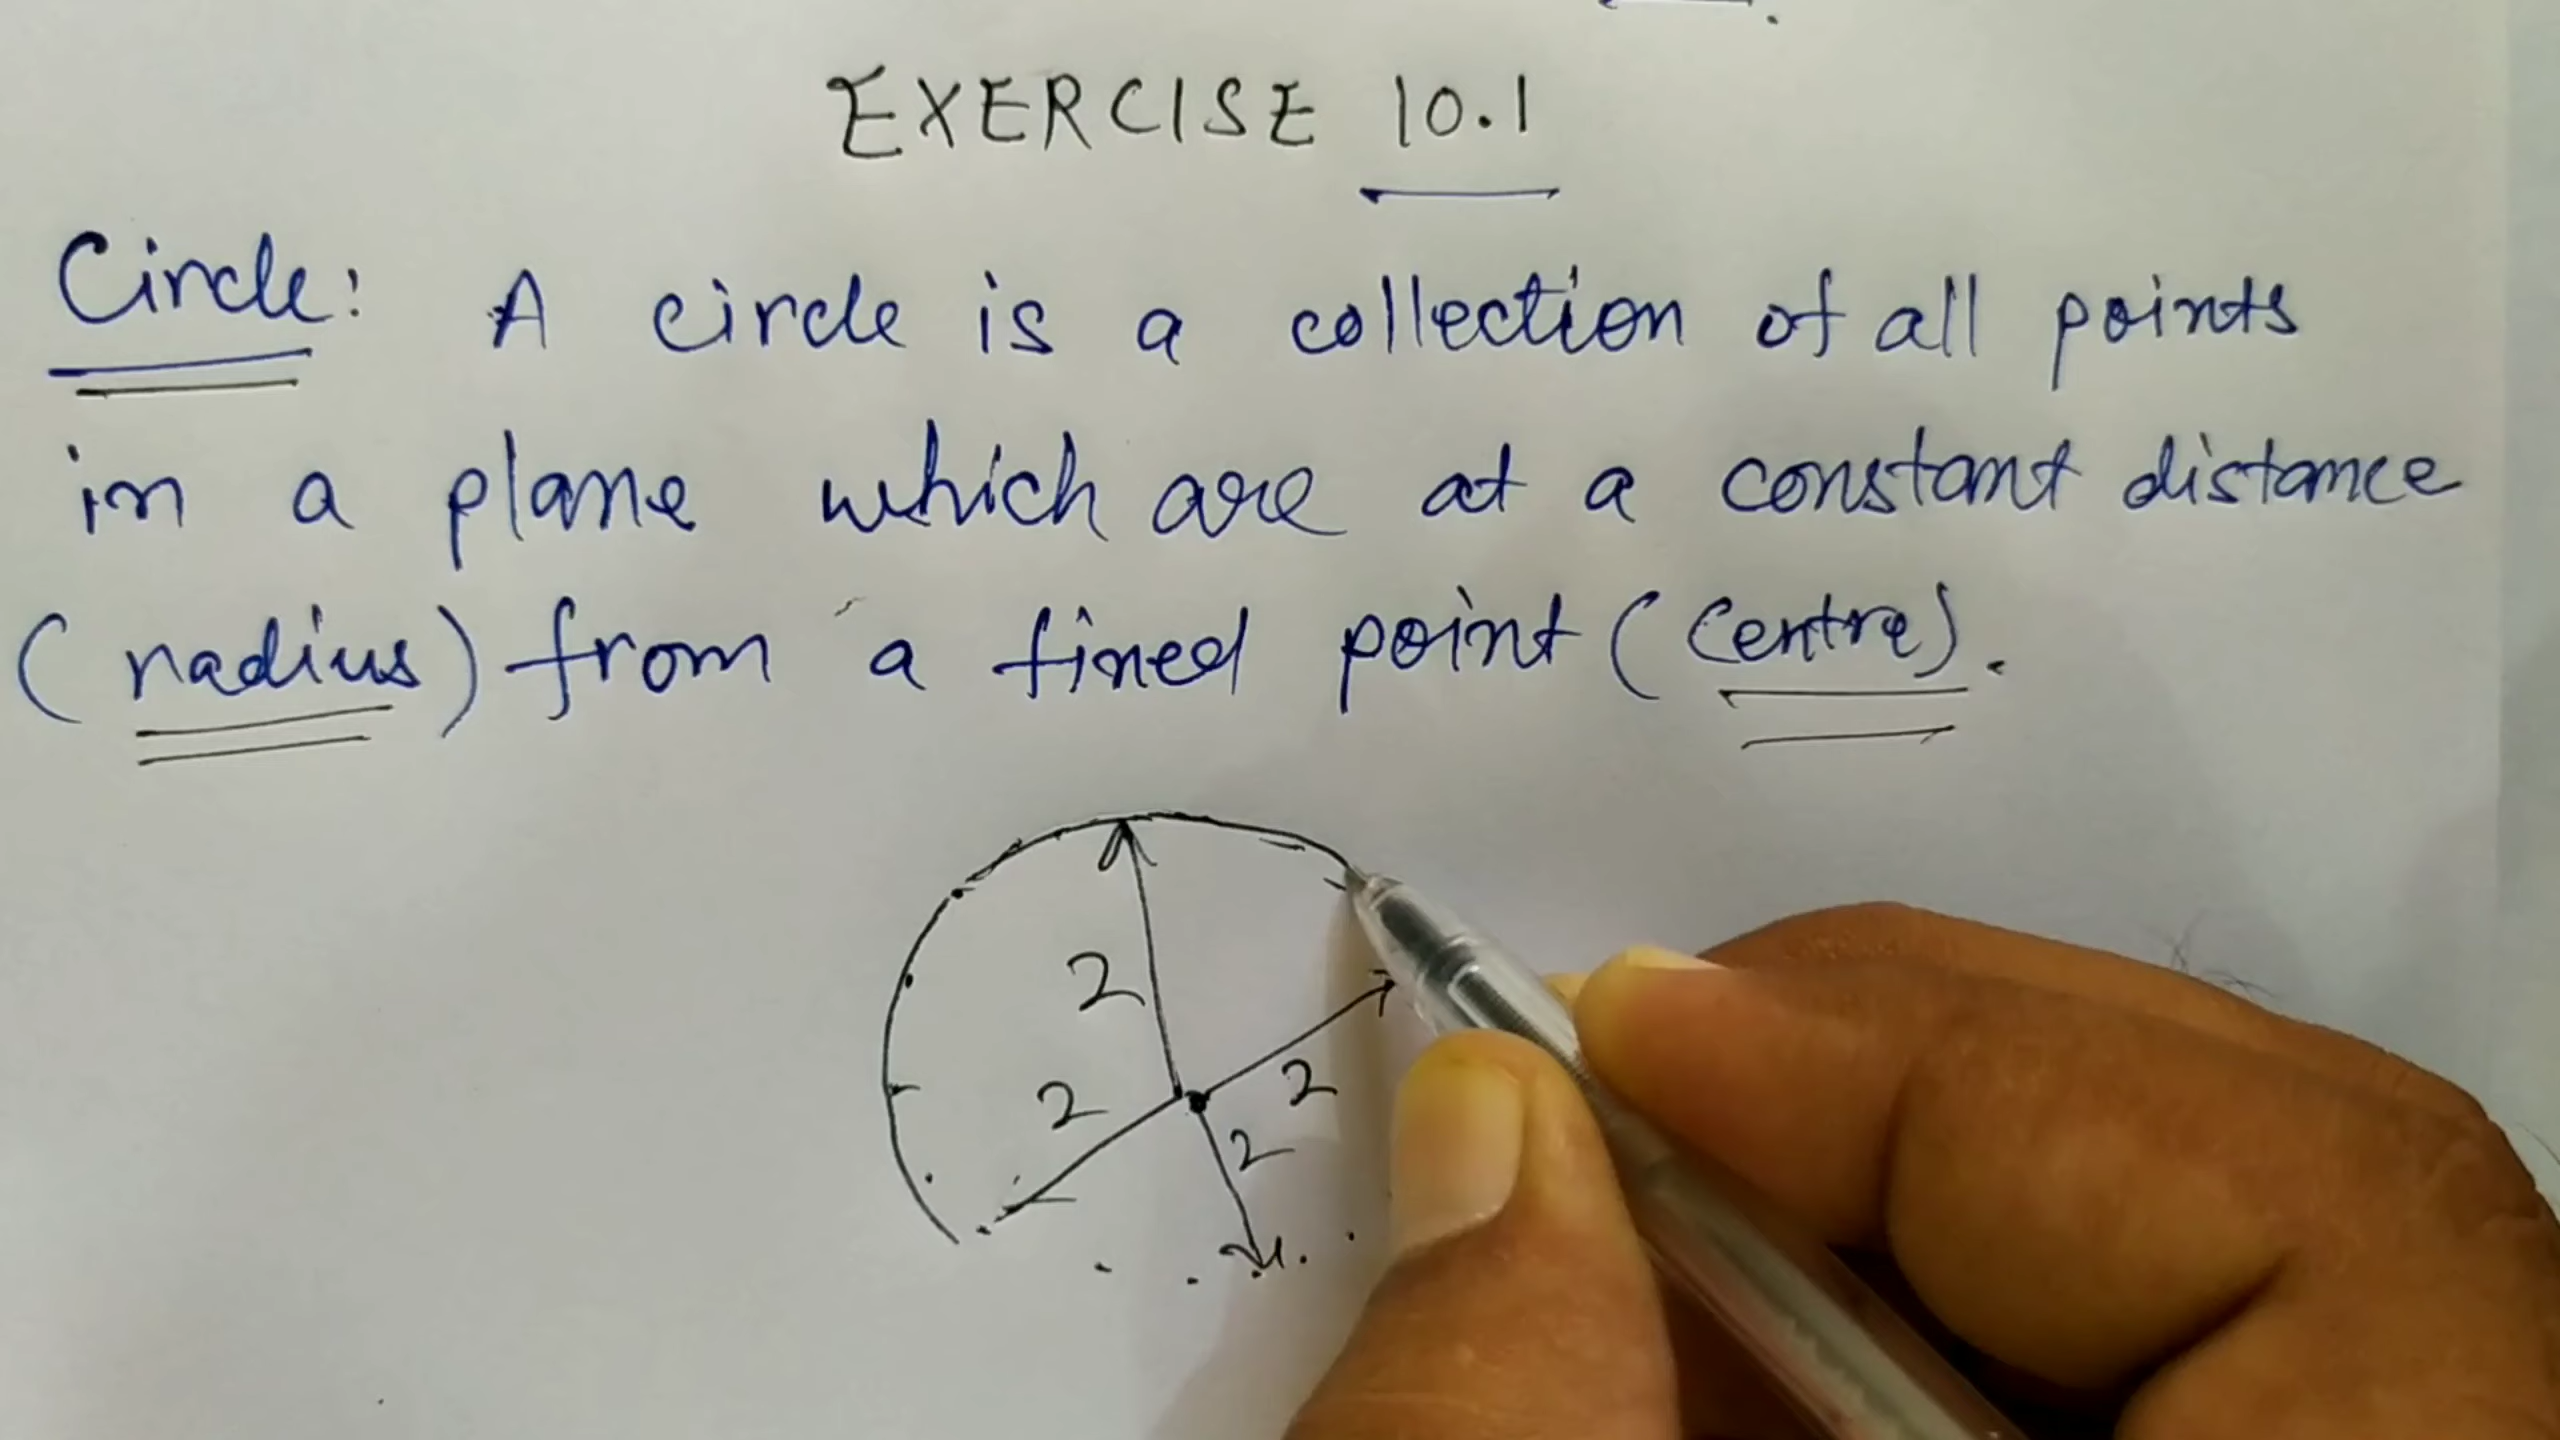 EXERCISE 10.1
Circle: A circle is a collection of all points
in a plane which are at a constant distance
(radius) from a fixed point (Centre).
2
2
2
2